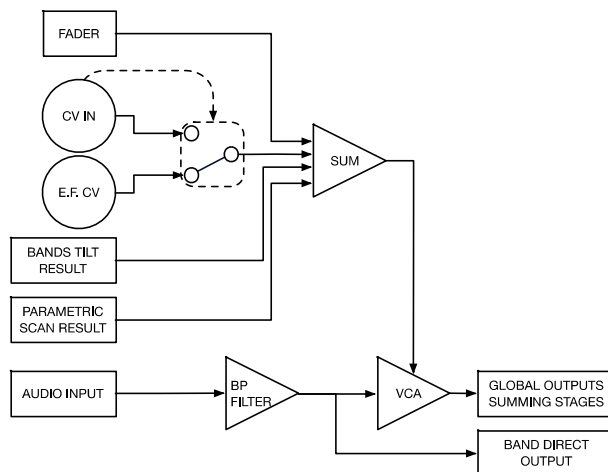 FADER
CV IN
E.F. CV
SUM
BANDS TILT
RESULT
PARAMETRIC
SCAN RESULT
AUDIO INPUT
BP
FILTER
VCA
GLOBAL OUTPUTS
SUMMING STAGES
BAND DIRECT
OUTPUT